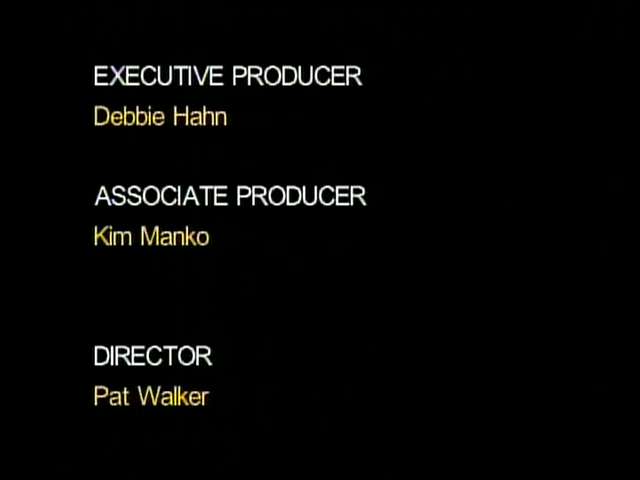 EXECUTIVE PRODUCER
Debbie Hahn
ASSOCIATE PRODUCER
Kim Manko
DIRECTOR
Pat Walker